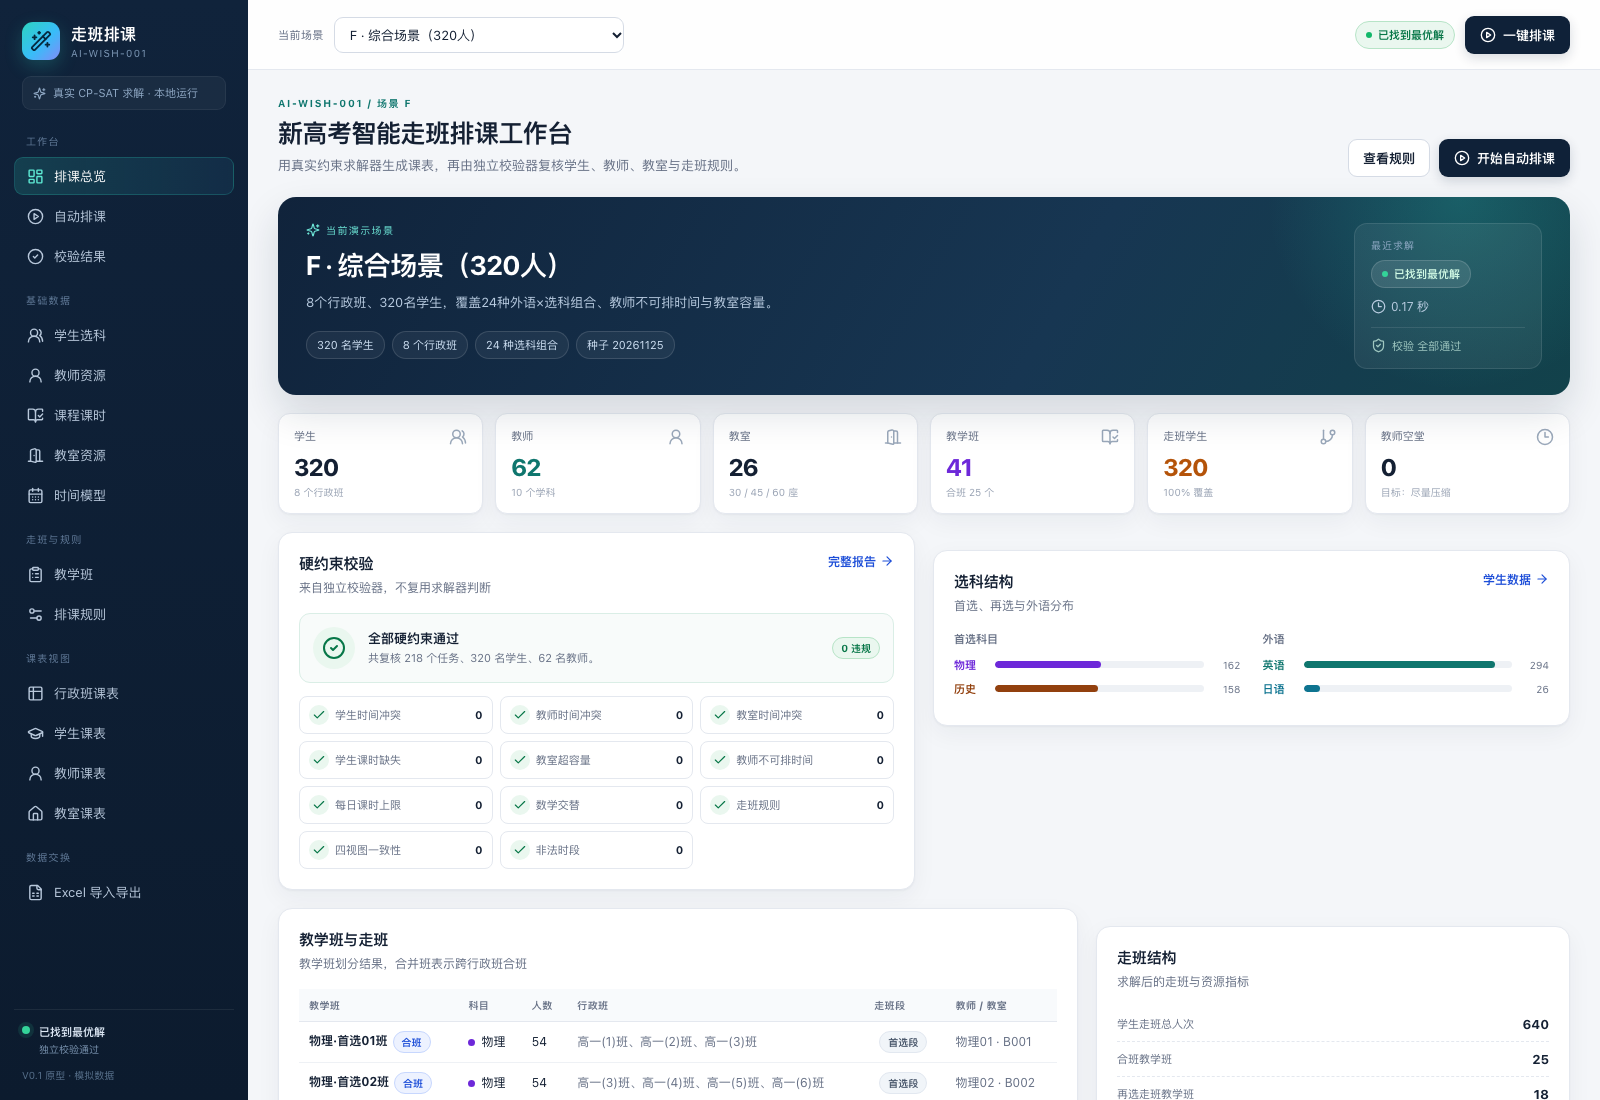 走班排课
AI-WISH-001
真实 CP-SAT 求解 · 本地运行
工作台
排课总览
自动排课
校验结果
基础数据
学生选科
教师资源
课程课时
教室资源
时间模型
走班与规则
教学班
排课规则
课表视图
行政班课表
学生课表
教师课表
教室课表
数据交换
Excel 导入导出
已找到最优解
独立校验通过
V0.1 原型 · 模拟数据
当前场景
F · 综合场景（320人）
已找到最优解
一键排课
AI-WISH-001 / 场景 F
新高考智能走班排课工作台
用真实约束求解器生成课表，再由独立校验器复核学生、教师、教室与走班规则。
查看规则
开始自动排课
当前演示场景
F · 综合场景（320人）
8个行政班、320名学生，覆盖24种外语×选科组合、教师不可排时间与教室容量。
320 名学生
8 个行政班
24 种选科组合
种子 20261125
最近求解
已找到最优解
0.17 秒
校验 全部通过
学生
320
8 个行政班
教师
62
10 个学科
教室
26
30 / 45 / 60 座
教学班
41
合班 25 个
走班学生
320
100% 覆盖
教师空堂
0
目标：尽量压缩
硬约束校验
来自独立校验器，不复用求解器判断
完整报告
全部硬约束通过
共复核 218 个任务、320 名学生、62 名教师。
0 违规
学生时间冲突 0
教师时间冲突 0
教室时间冲突 0
学生课时缺失 0
教室超容量 0
教师不可排时间 0
每日课时上限 0
数学交替 0
走班规则 0
四视图一致性 0
非法时段 0
选科结构
首选、再选与外语分布
学生数据
首选科目
物理 162
历史 158
外语
英语 294
日语 26
教学班与走班
教学班划分结果，合并班表示跨行政班合班
教学班 科目 人数 行政班 走班段 教师 / 教室
物理·首选01班 合班 物理 54 高一(1)班、高一(2)班、高一(3)班 首选段 物理01 · B001
物理·首选02班 合班 物理 54 高一(3)班、高一(4)班、高一(5)班、高一(6)班 首选段 物理02 · B002
走班结构
求解后的走班与资源指标
学生走班总人次 640
合班教学班 25
再选走班教学班 18